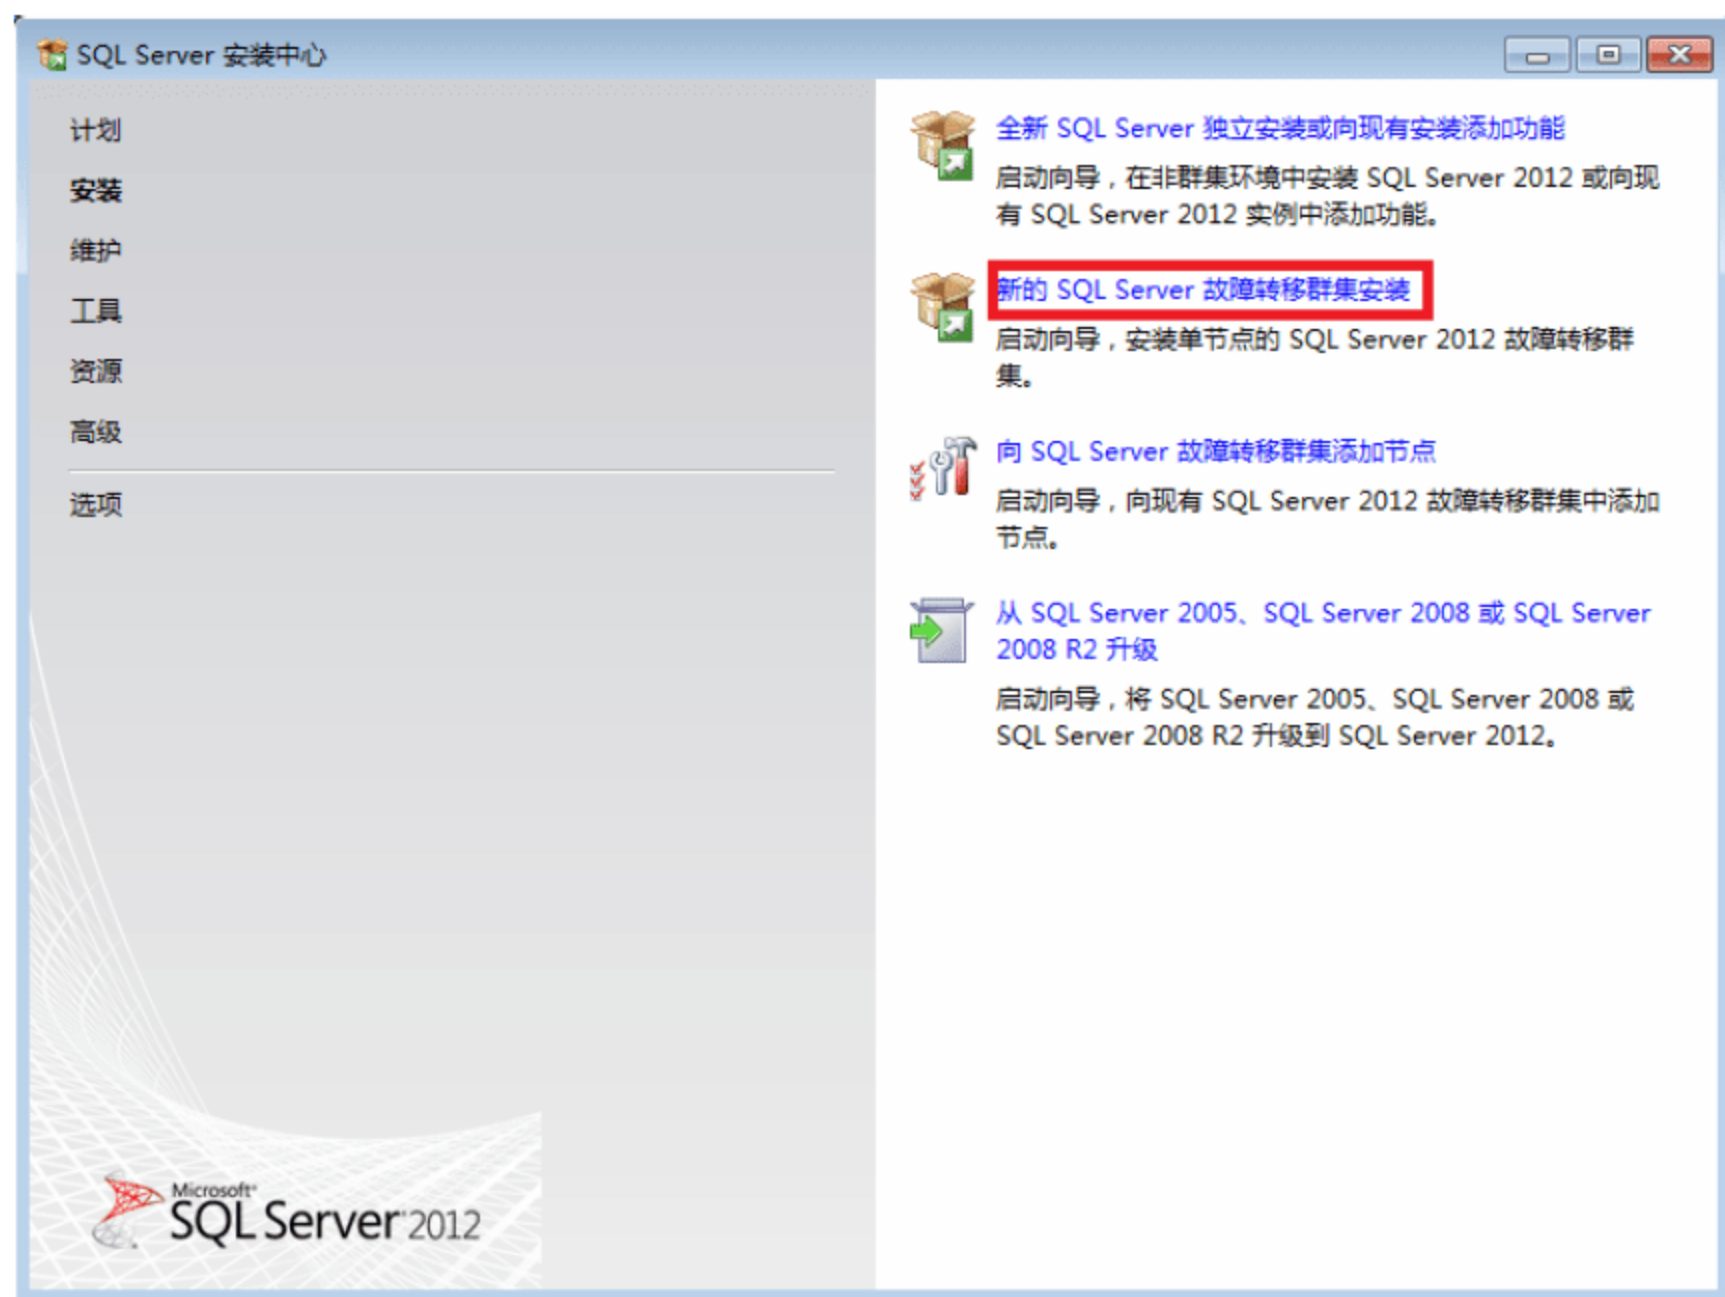 SQL Server 安装中心
计划
安装
维护
工具
资源
高级
选项
全新 SQL Server 独立安装或向现有安装添加功能
启动向导，在非群集环境中安装 SQL Server 2012 或向现
有 SQL Server 2012 实例中添加功能。
新的 SQL Server 故障转移群集安装
启动向导，安装单节点的 SQL Server 2012 故障转移群
集。
向 SQL Server 故障转移群集添加节点
启动向导，向现有 SQL Server 2012 故障转移群集中添加
节点。
从 SQL Server 2005、SQL Server 2008 或 SQL Server
2008 R2 升级
启动向导，将 SQL Server 2005、SQL Server 2008 或
SQL Server 2008 R2 升级到 SQL Server 2012。
Microsoft®
SQL Server 2012